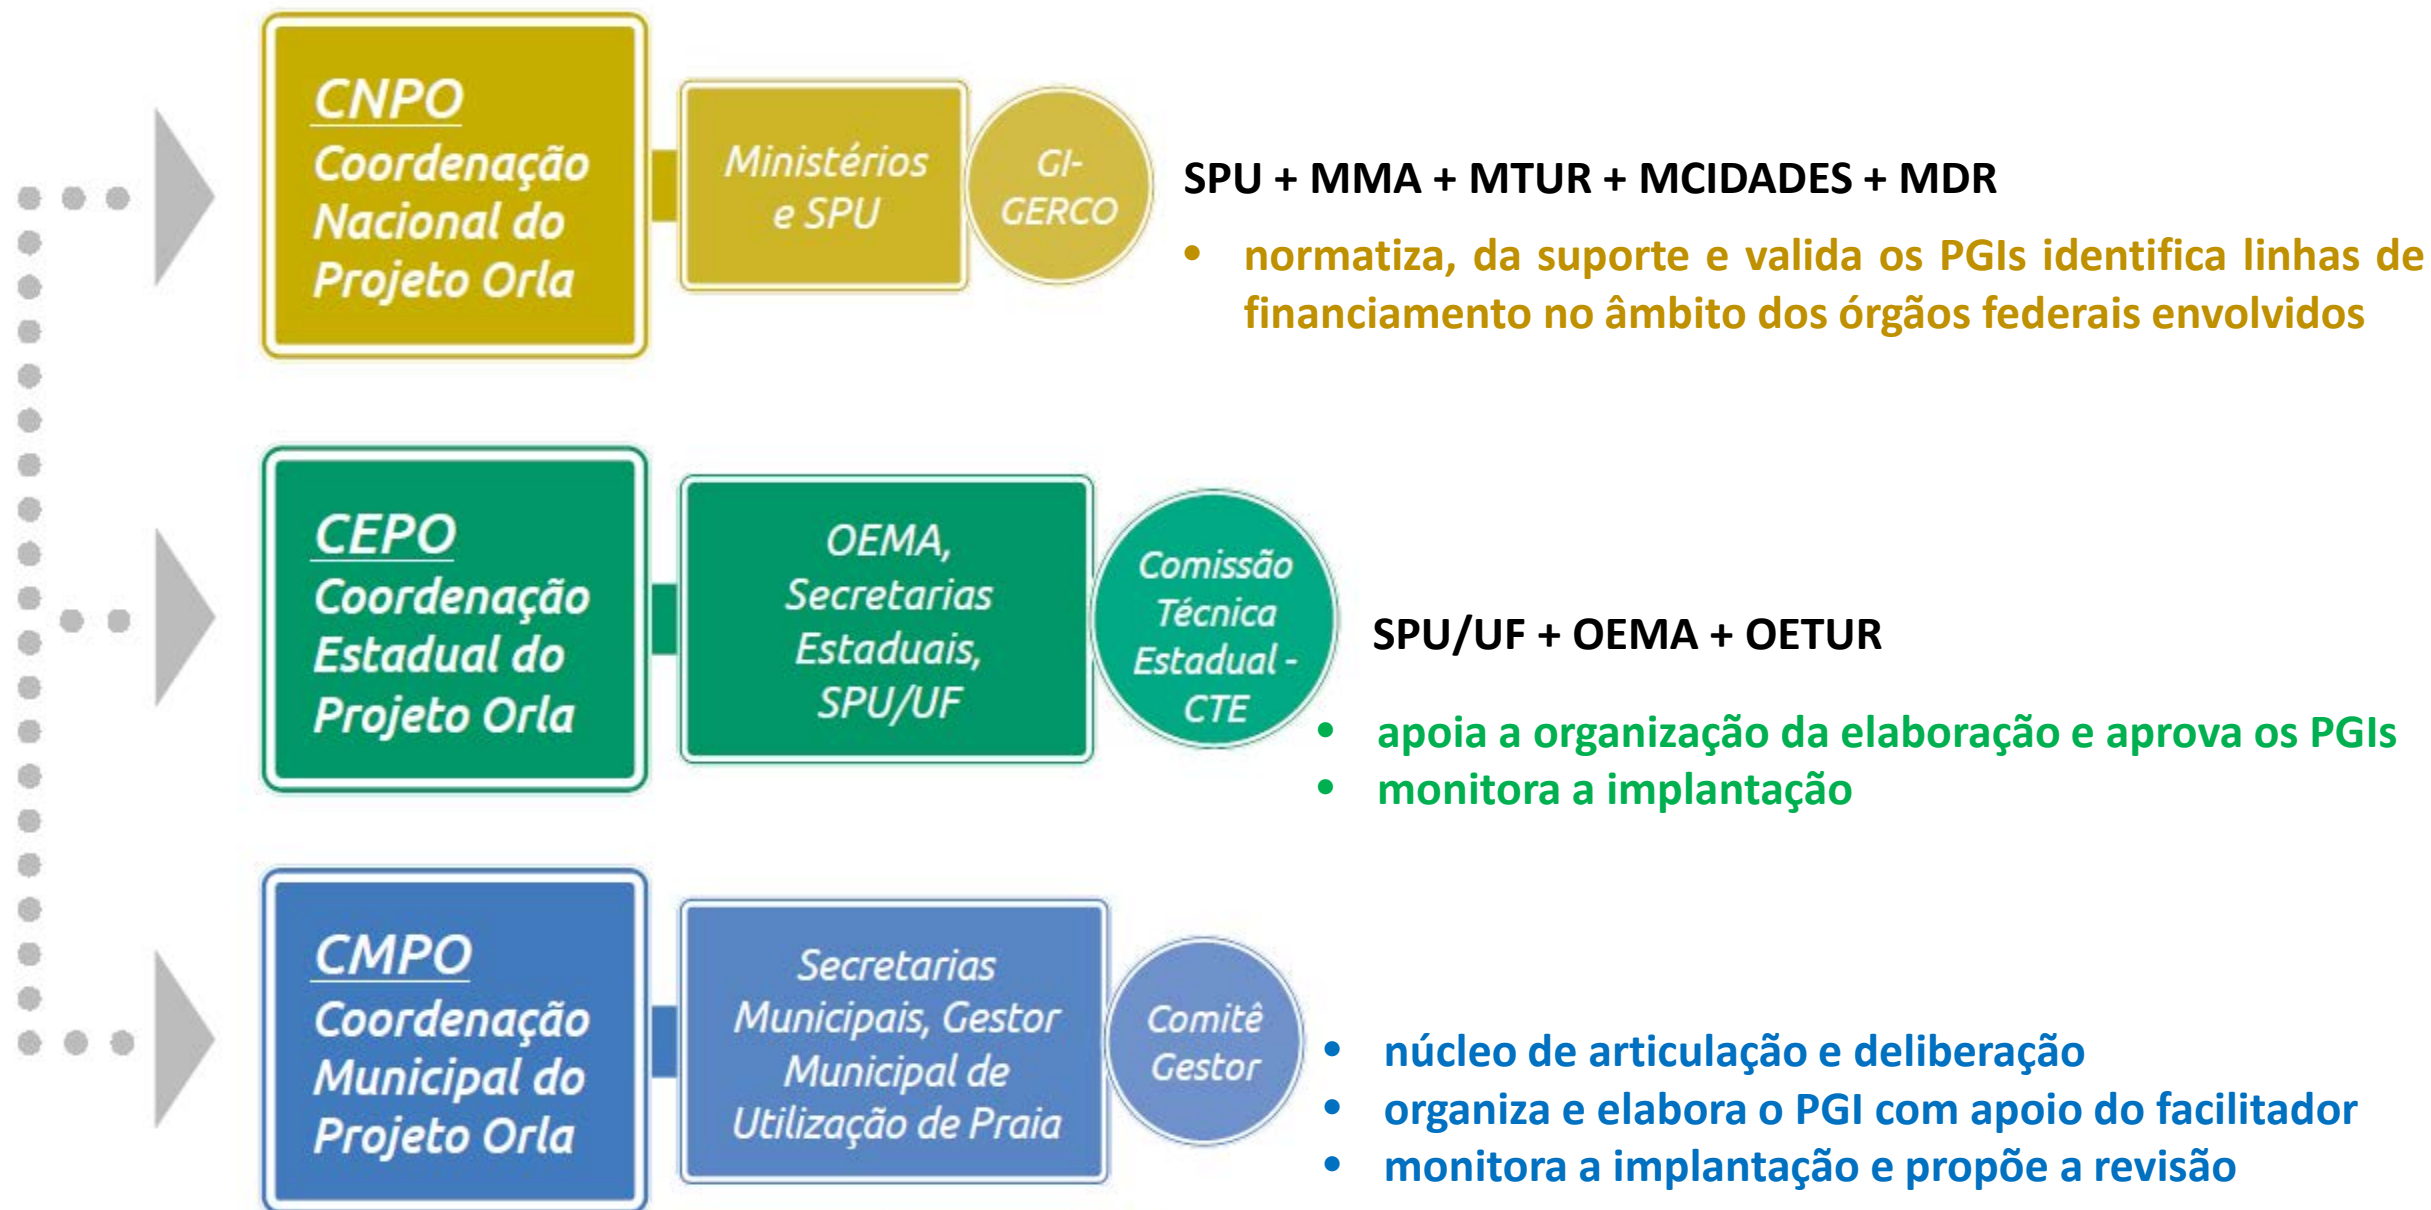 CNPO
Coordenação
Nacional do
Projeto Orla
Ministérios
e SPU
GI-
GERCO
SPU + MMA + MTUR + MCIDADES + MDR
• normatiza, da suporte e valida os PGIs identifica linhas de
financiamento no âmbito dos órgãos federais envolvidos
CEPO
Coordenação
Estadual do
Projeto Orla
OEMA,
Secretarias
Estaduais,
SPU/UF
Comissão
Técnica
Estadual -
CTE
SPU/UF + OEMA + OETUR
• apoia a organização da elaboração e aprova os PGIs
• monitora a implantação
CMPO
Coordenação
Municipal do
Projeto Orla
Secretarias
Municipais, Gestor
Municipal de
Utilização de Praia
Comitê
Gestor
• núcleo de articulação e deliberação
• organiza e elabora o PGI com apoio do facilitador
• monitora a implantação e propõe a revisão